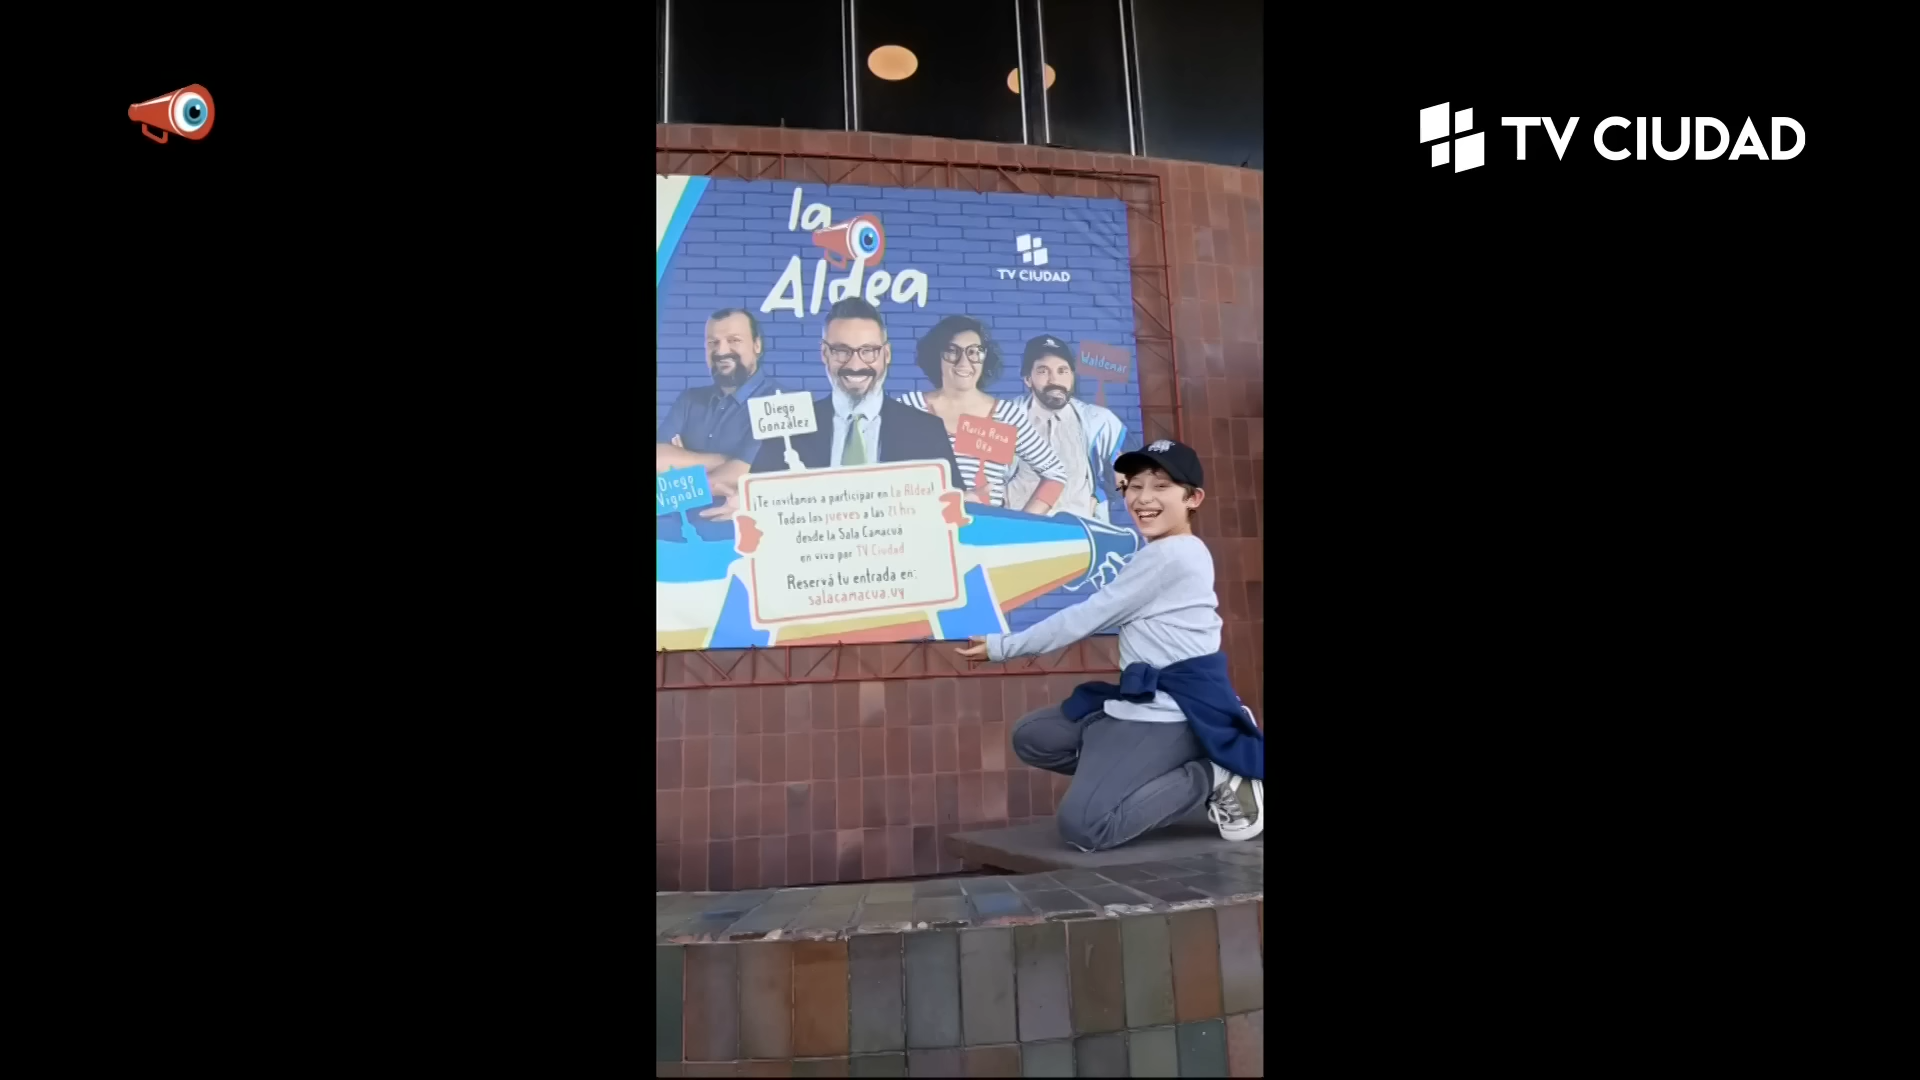 TV CIUDAD
la
Aldea
TV CIUDAD
Waldemar
Diego
González
María Rosa
Oña
Diego
Vignolo
¡Te invitamos a participar en La Aldea!
Todos los jueves a las 21 hrs
desde la Sala Camacuá
en vivo por TV Ciudad
Reservá tu entrada en:
salacamacua.uy